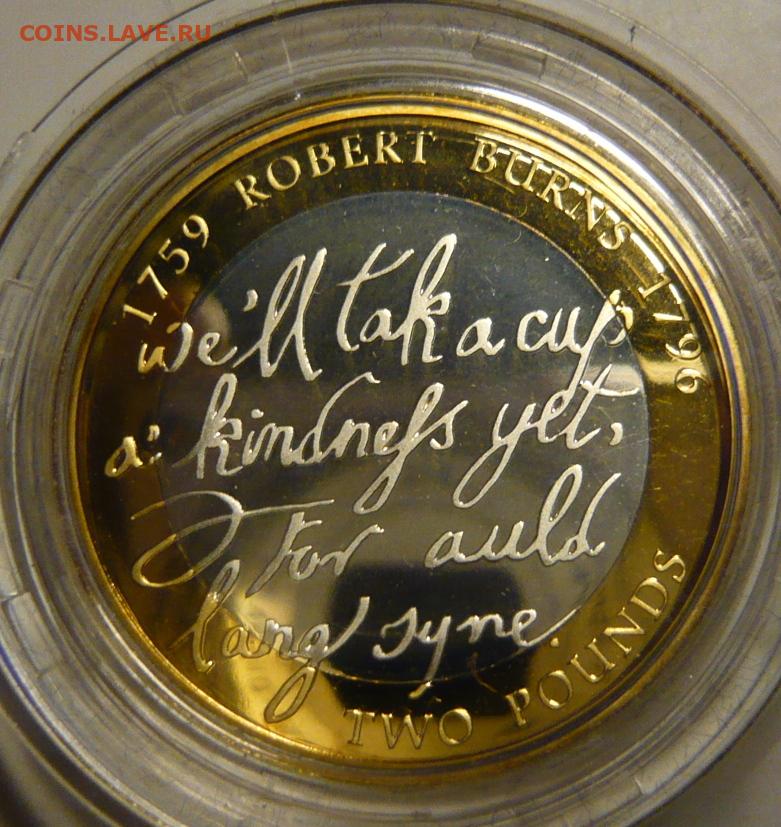 COINS.LAVE.RU
1759 ROBERT BURNS 1796
we'll tak a cup
a' kindness yet,
For auld
lang syne.
TWO POUNDS